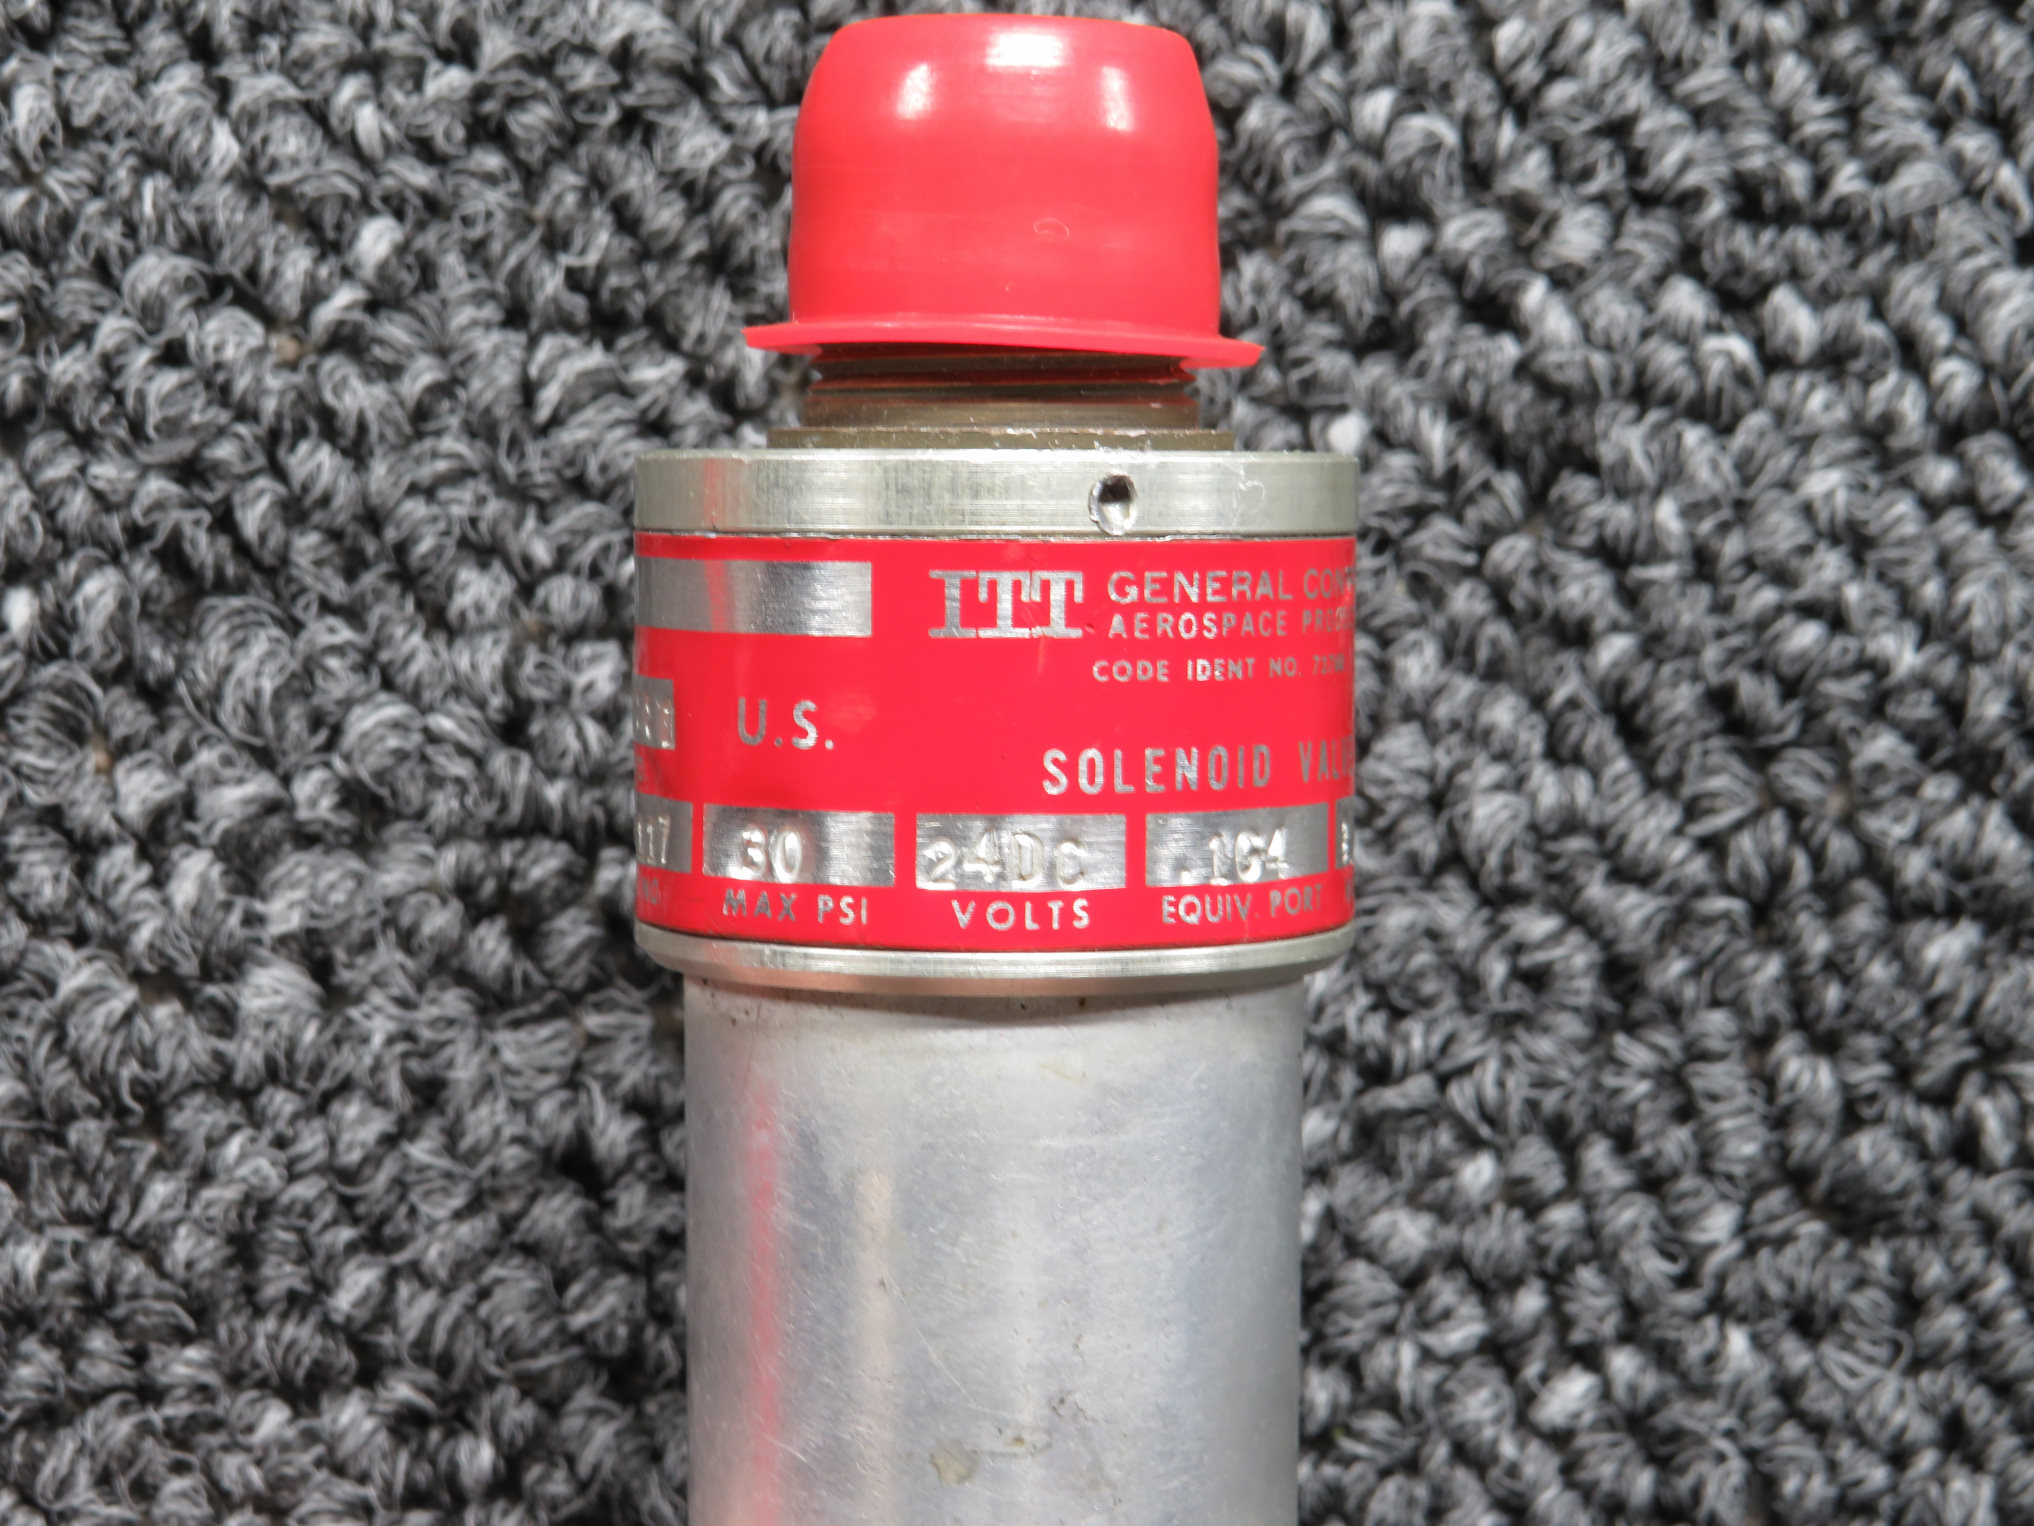 ITT GENERAL
AEROSPACE
CODE IDENT NO.
U.S.
SOLENOID
30 24DC .164
MAX PSI VOLTS EQUIV. PORT